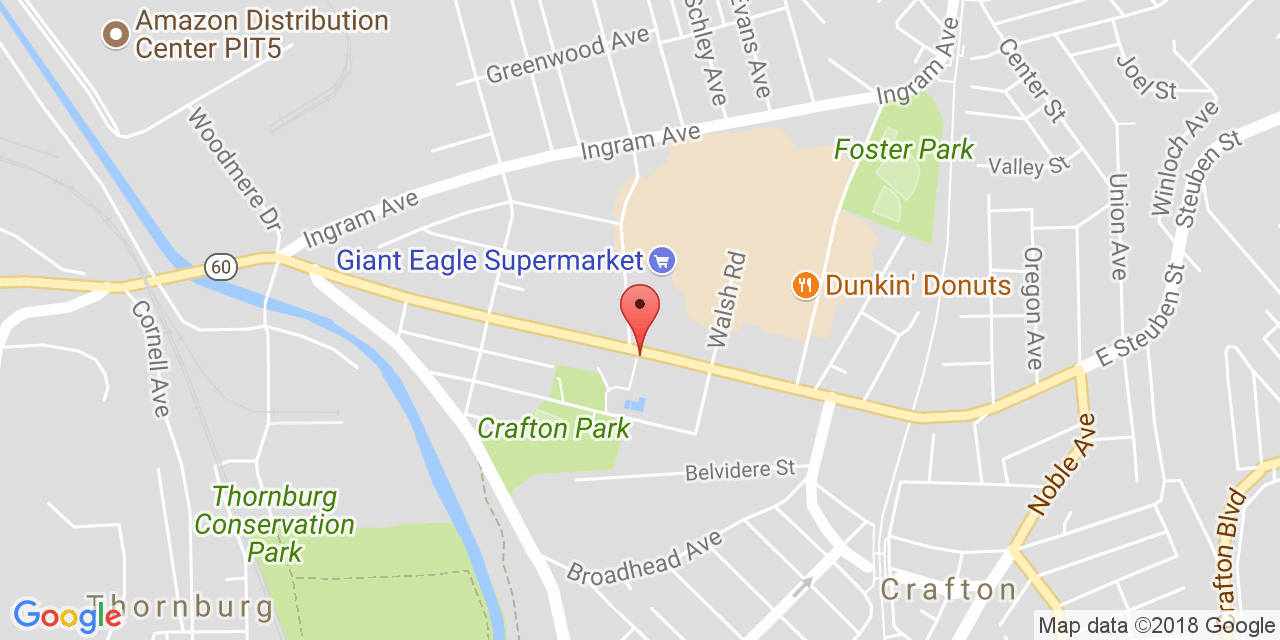 Amazon Distribution
Center PIT5
Greenwood Ave
Schley Ave
Evans Ave
Ingram Ave
Center St
Joel St
Woodmere Dr
Ingram Ave
Foster Park
Valley St
Winloch Ave
Steuben St
Union Ave
Ingram Ave
60
Giant Eagle Supermarket
Walsh Rd
Dunkin' Donuts
Oregon Ave
Steuben St
E Steuben St
Cornell Ave
Crafton Park
Belvidere St
Noble Ave
Thornburg
Conservation
Park
Broadhead Ave
Crafton Blvd
Crafton
Thornburg
Google
Map data ©2018 Google